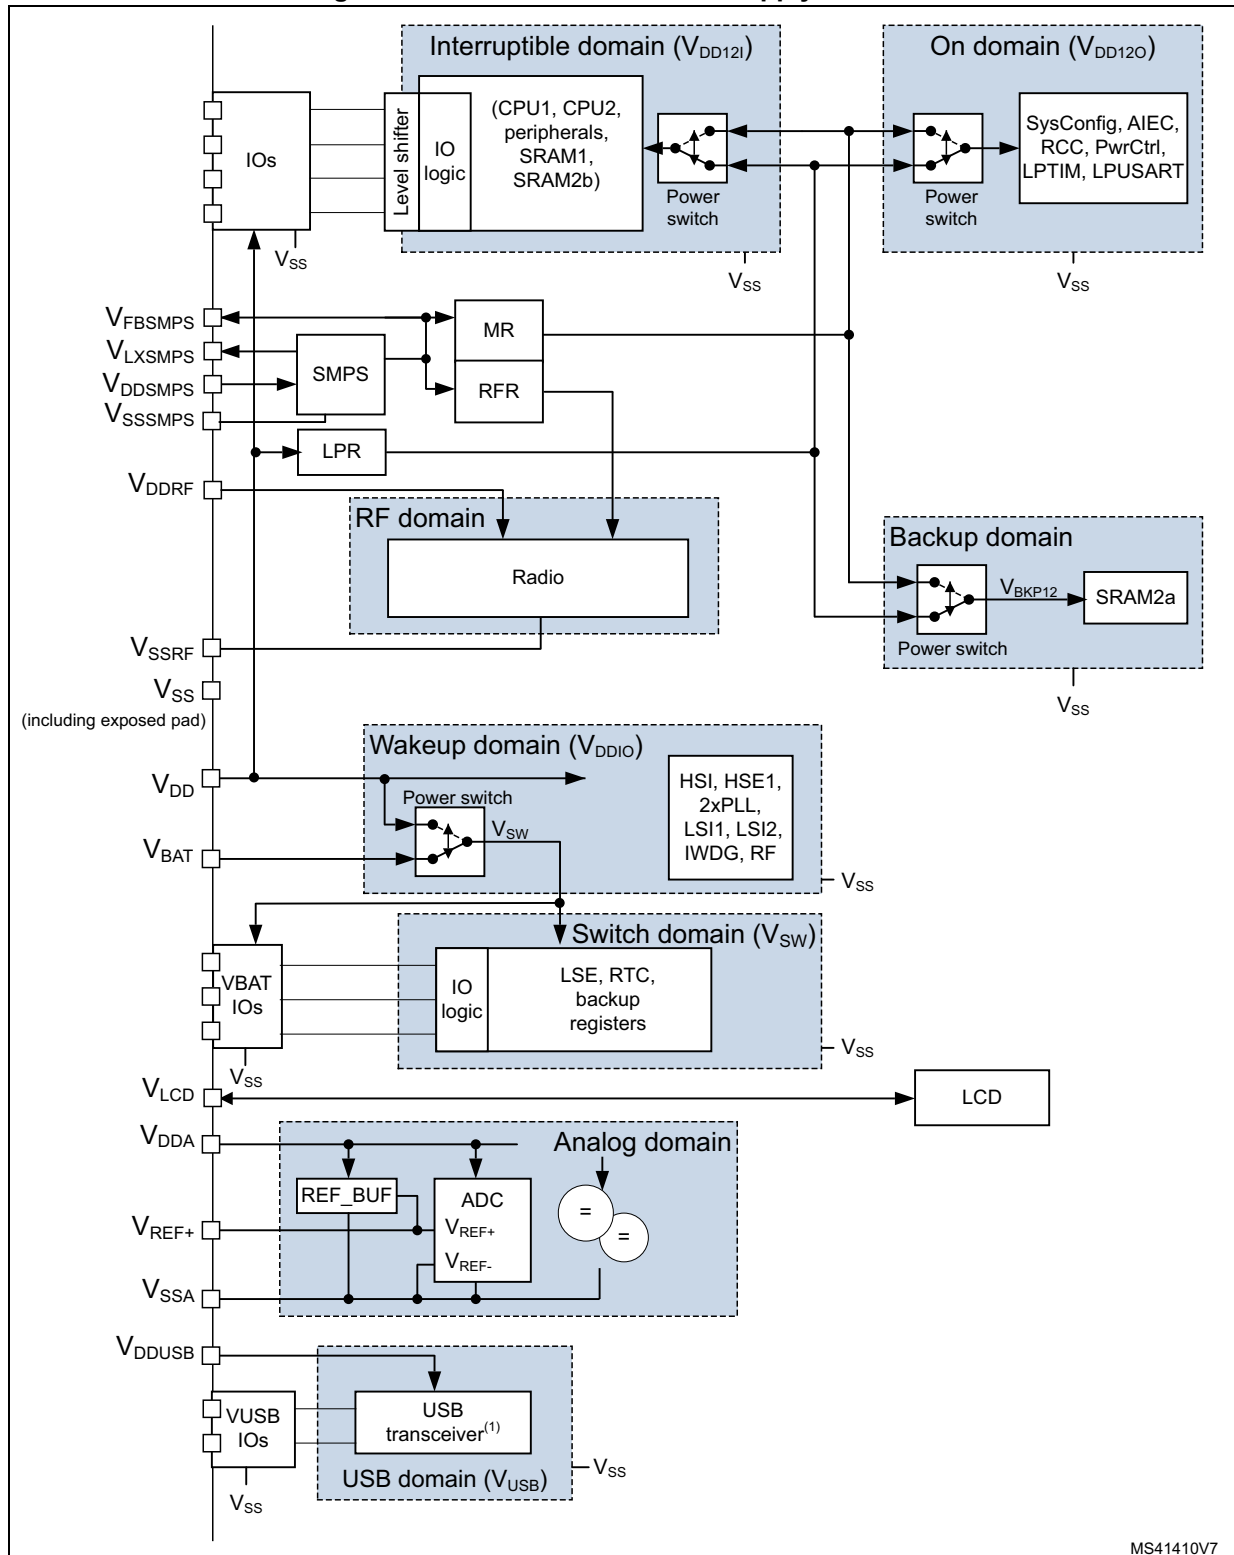 Interruptible domain (VDD12I)
On domain (VDD12O)
IOs
Level shifter
IO
logic
(CPU1, CPU2,
peripherals,
SRAM1,
SRAM2b)
Power
switch
Power
switch
SysConfig, AIEC,
RCC, PwrCtrl,
LPTIM, LPUSART
VSS
VSS
VSS
VFBSMPS
VLXSMPS
VDDSMPS
VSSSMPS
SMPS
MR
RFR
LPR
VDDRF
RF domain
Radio
Backup domain
VBKP12
SRAM2a
Power switch
VSS
VSSRF
VSS
(including exposed pad)
Wakeup domain (VDDIO)
VDD
Power switch
VSW
VBAT
HSI, HSE1,
2xPLL,
LSI1, LSI2,
IWDG, RF
VSS
Switch domain (VSW)
VBAT
IOs
IO
logic
LSE, RTC,
backup
registers
VSS
VSS
VLCD
LCD
VDDA
Analog domain
REF_BUF
ADC
VREF+
VREF-
=
=
VREF+
VSSA
VDDUSB
VUSB
IOs
USB
transceiver(1)
USB domain (VUSB)
VSS
VSS
MS41410V7